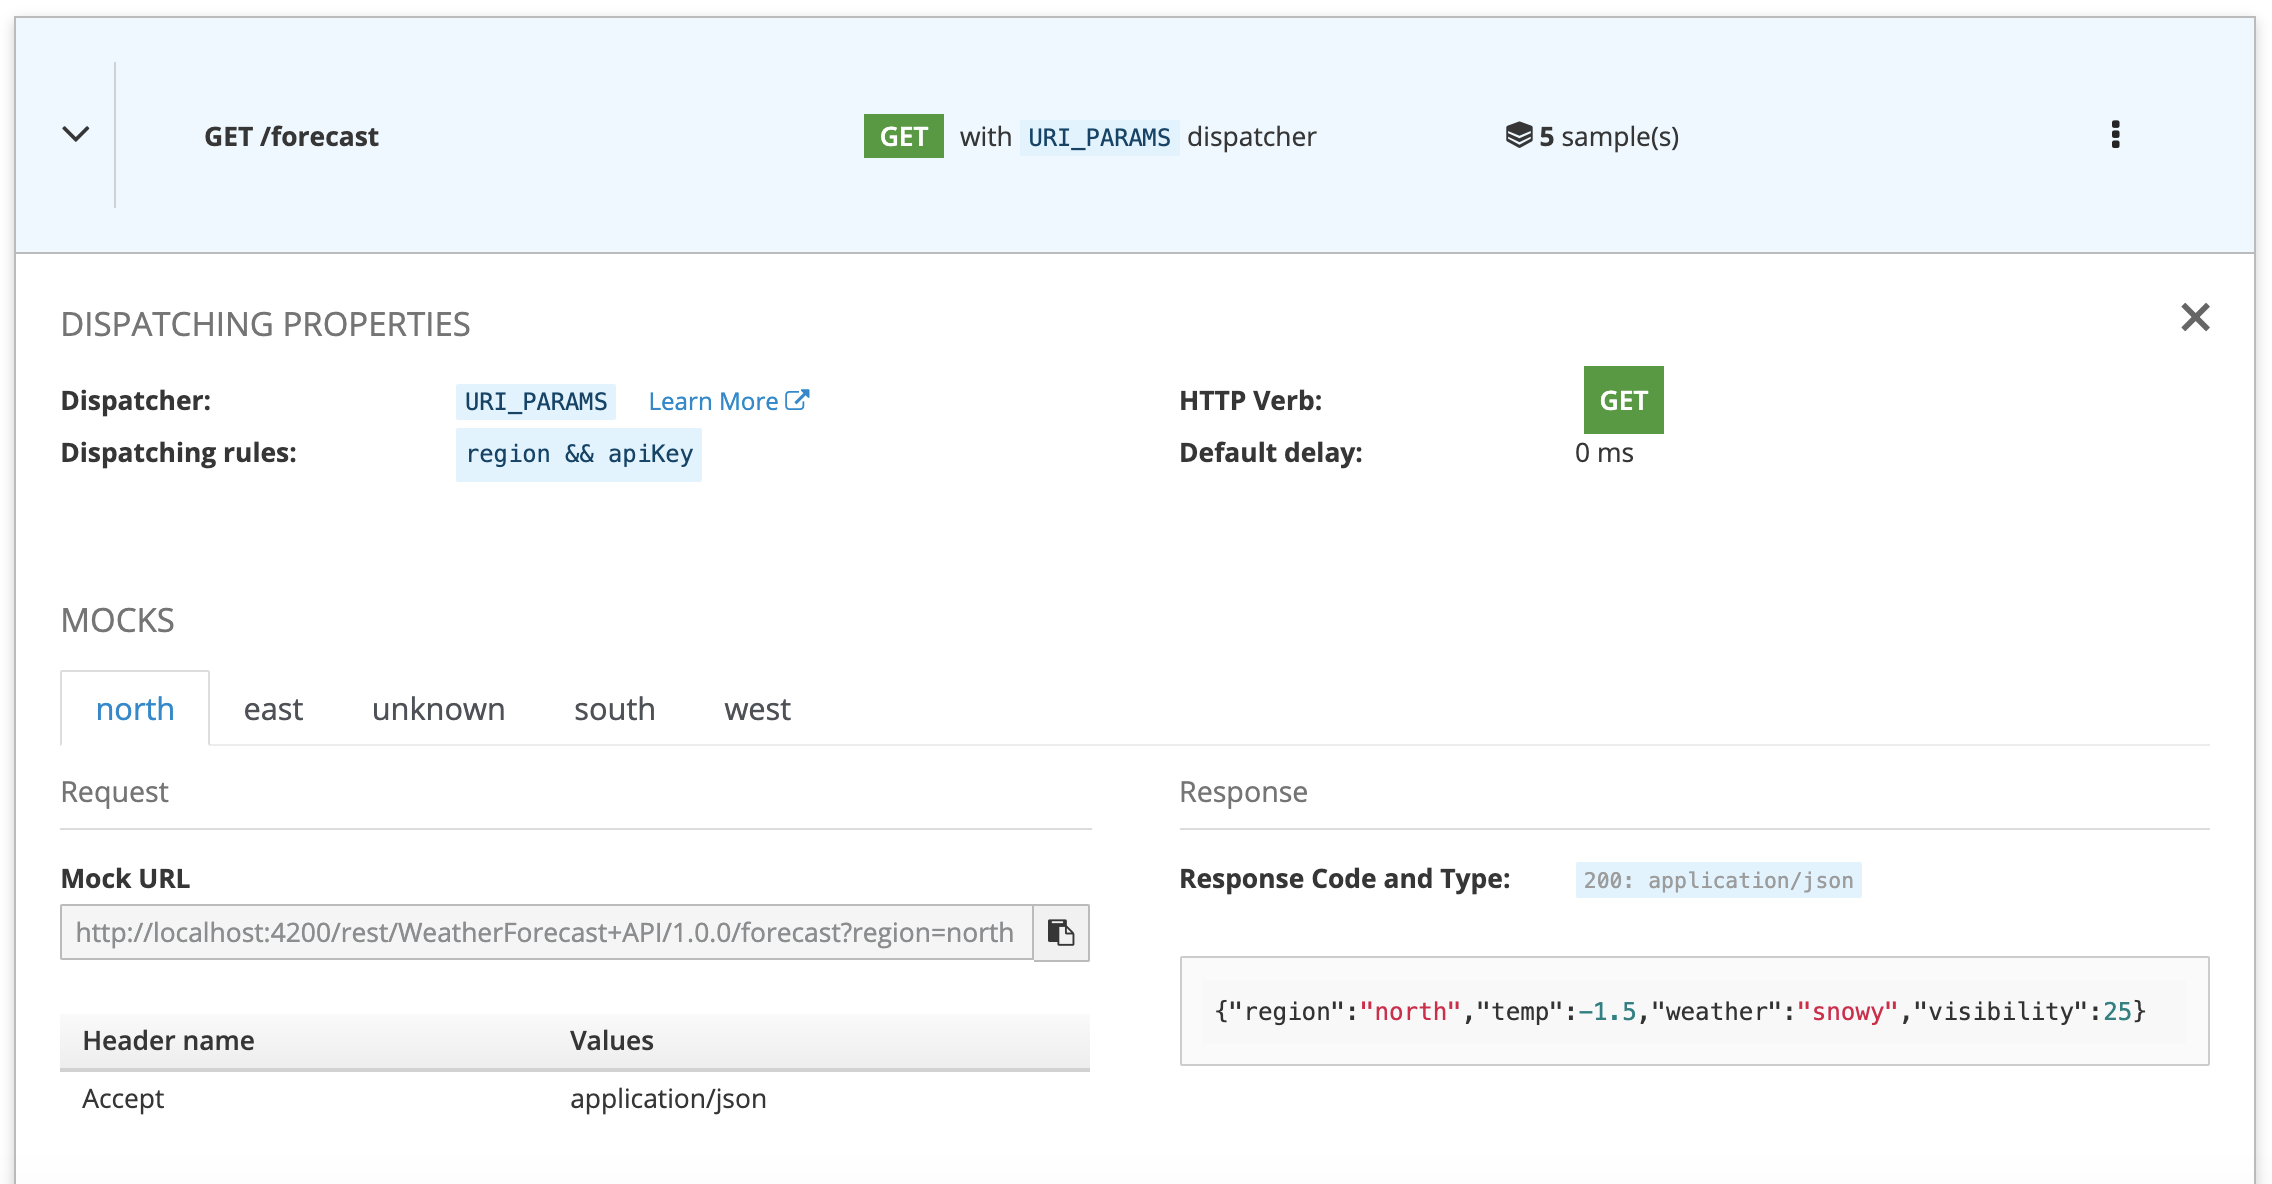 GET /forecast
GET with URI_PARAMS dispatcher
5 sample(s)
DISPATCHING PROPERTIES
Dispatcher: URI_PARAMS Learn More
Dispatching rules: region && apiKey
HTTP Verb: GET
Default delay: 0 ms
MOCKS
north east unknown south west
Request
Mock URL
http://localhost:4200/rest/WeatherForecast+API/1.0.0/forecast?region=north
Header name Values
Accept application/json
Response
Response Code and Type: 200: application/json
{"region":"north","temp":-1.5,"weather":"snowy","visibility":25}